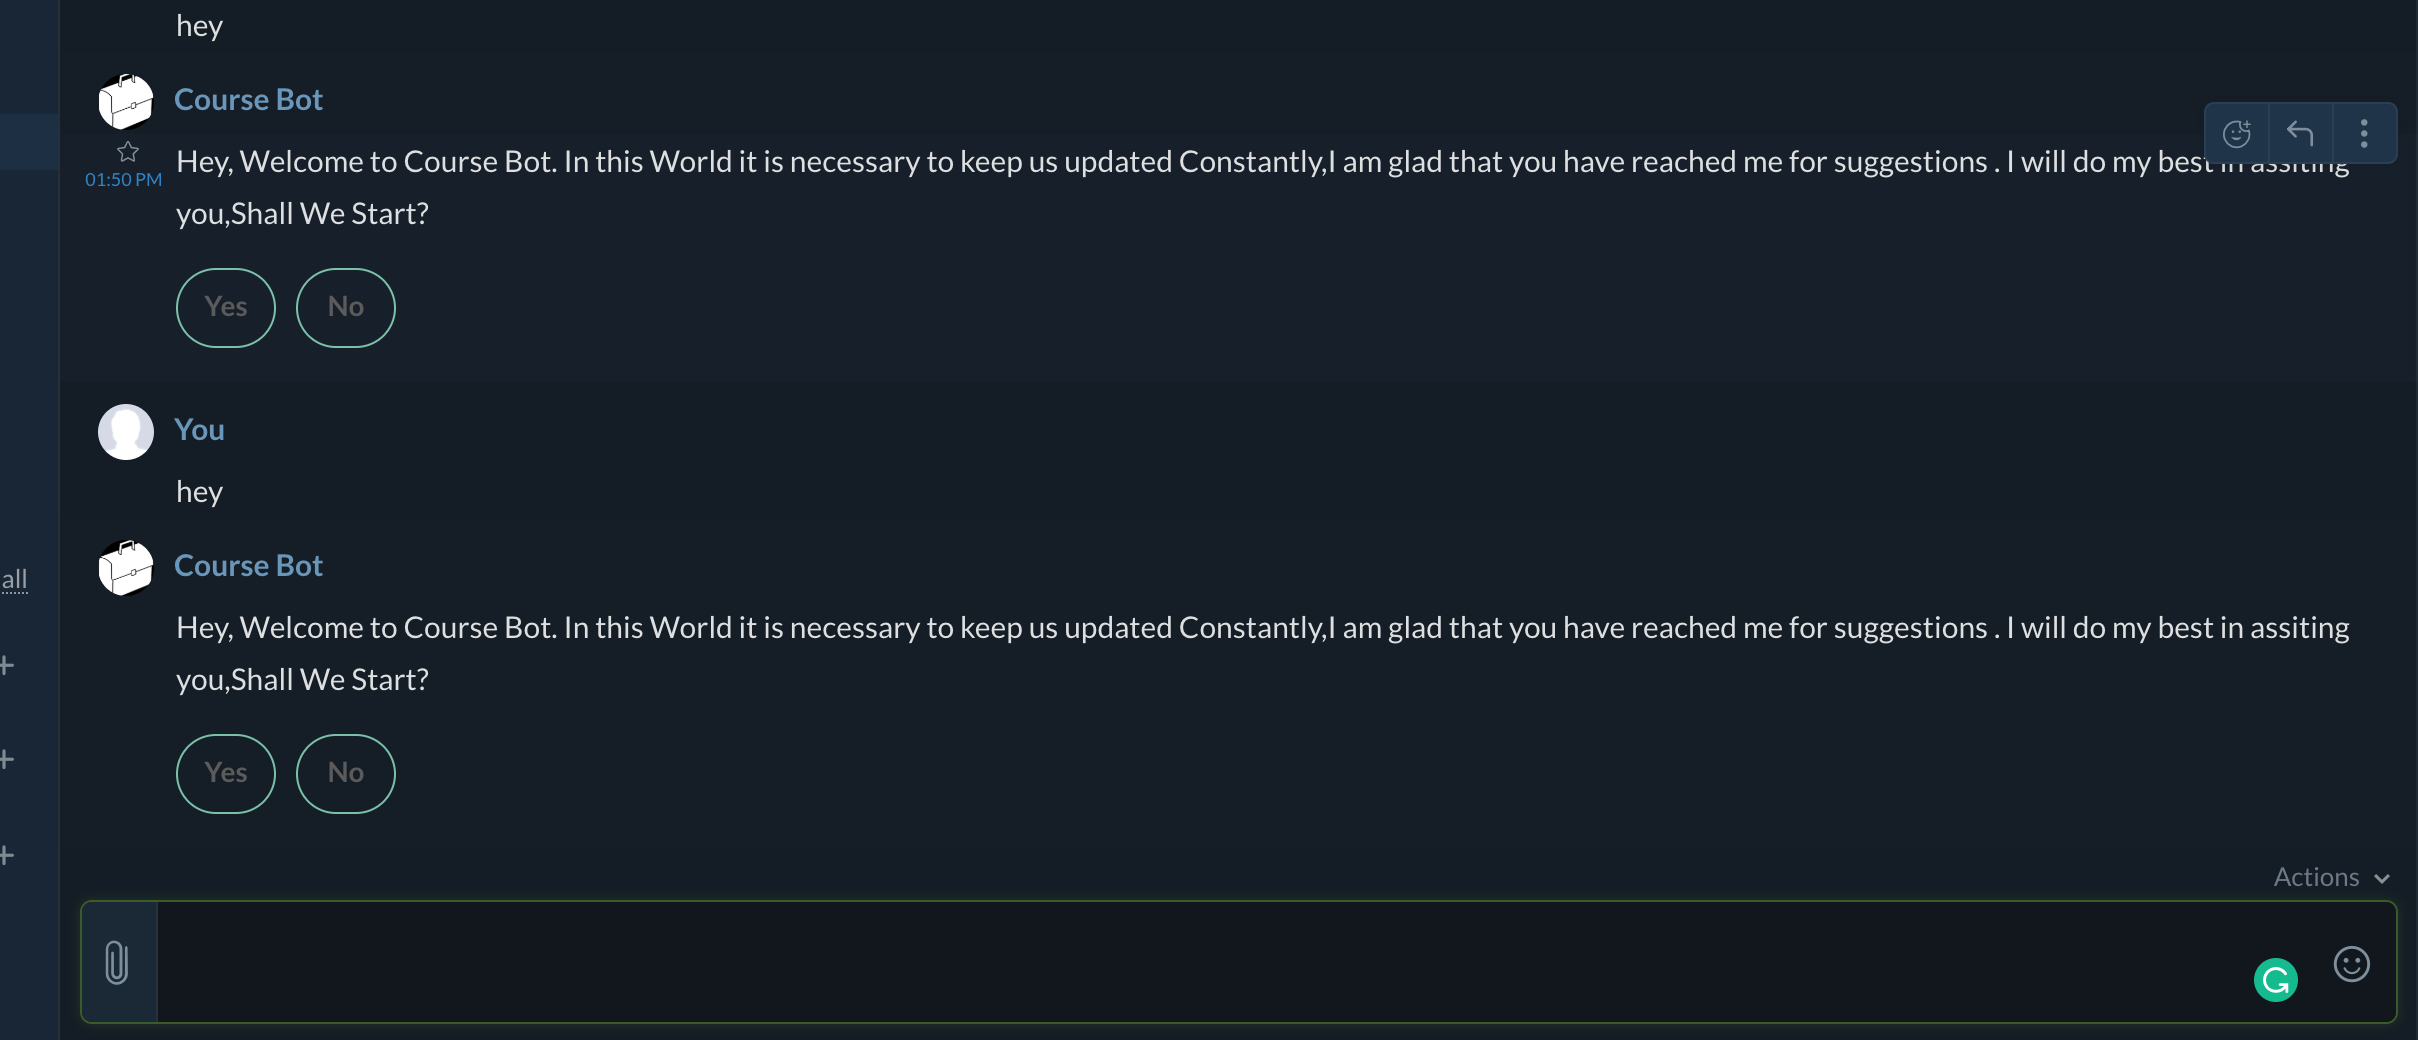 hey
Course Bot
01:50 PM
Hey, Welcome to Course Bot. In this World it is necessary to keep us updated Constantly,I am glad that you have reached me for suggestions . I will do my best in assiting
you,Shall We Start?
Yes No
You
hey
Course Bot
all
Hey, Welcome to Course Bot. In this World it is necessary to keep us updated Constantly,I am glad that you have reached me for suggestions . I will do my best in assiting
you,Shall We Start?
Yes No
Actions